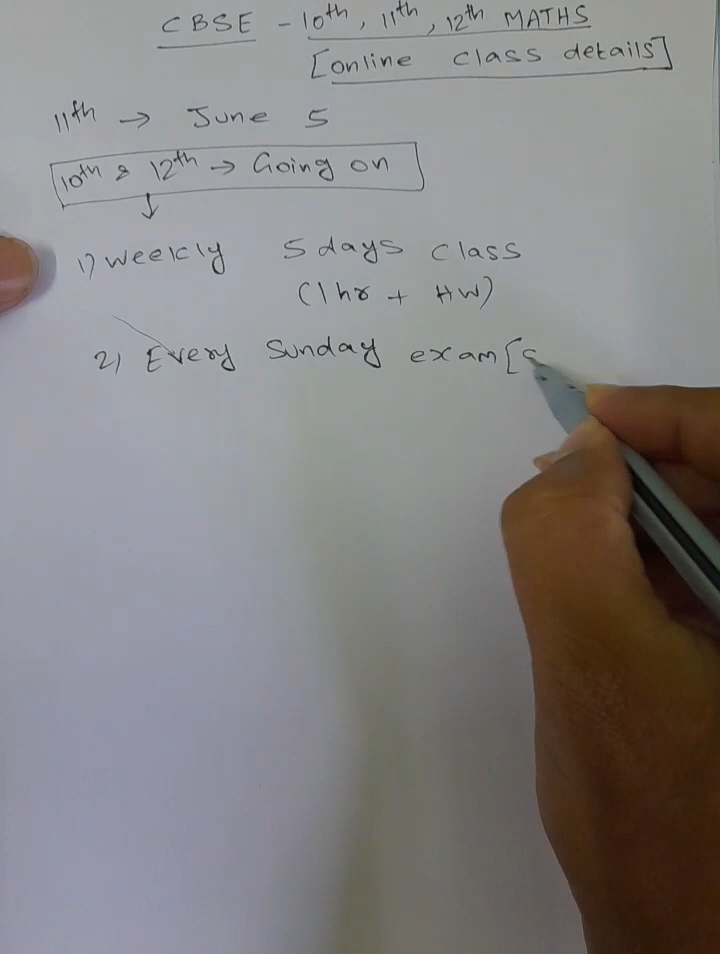 CBSE - 10th, 11th, 12th MATHS
[online class details]
11th → June 5
10th & 12th → Going on
↓
1) Weekly 5 days class
(1 hr + HW)
2) Every Sunday exam [